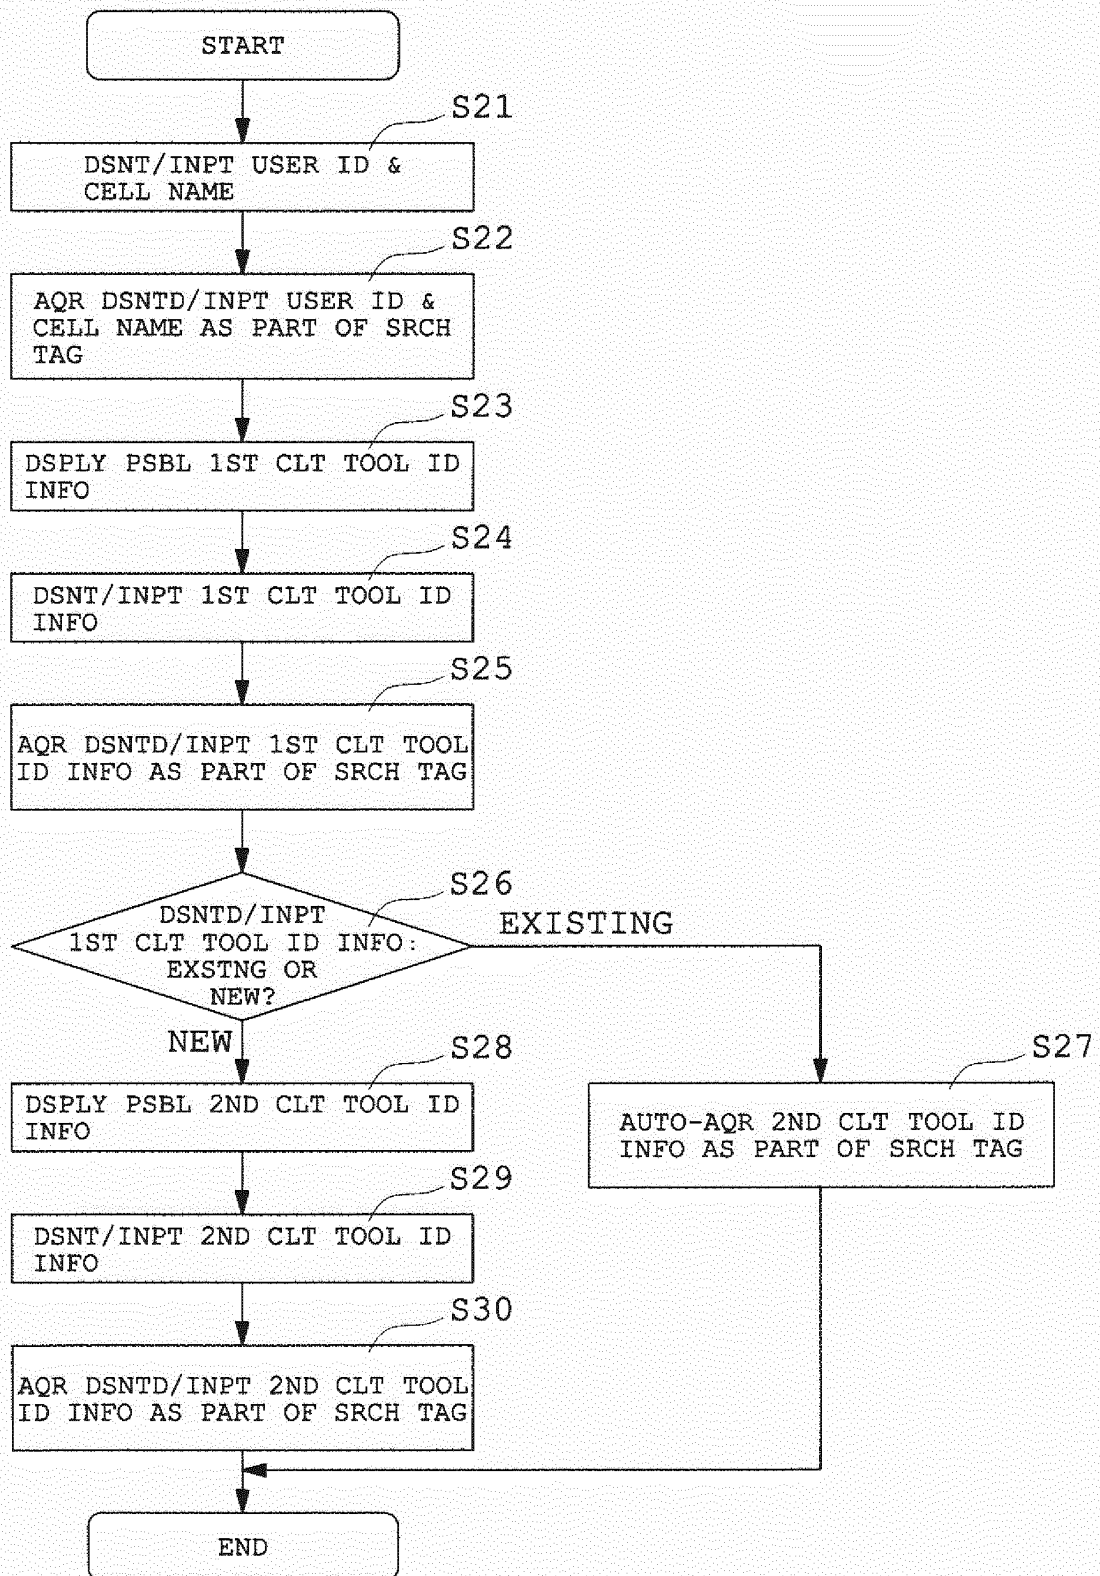 START
S21
DSNT/INPT USER ID &
CELL NAME
S22
AQR DSNTD/INPT USER ID &
CELL NAME AS PART OF SRCH
TAG
S23
DSPLY PSBL 1ST CLT TOOL ID
INFO
S24
DSNT/INPT 1ST CLT TOOL ID
INFO
S25
AQR DSNTD/INPT 1ST CLT TOOL
ID INFO AS PART OF SRCH TAG
S26
DSNTD/INPT
1ST CLT TOOL ID INFO:
EXSTNG OR
NEW?
EXISTING
NEW
S27
AUTO-AQR 2ND CLT TOOL ID
INFO AS PART OF SRCH TAG
S28
DSPLY PSBL 2ND CLT TOOL ID
INFO
S29
DSNT/INPT 2ND CLT TOOL ID
INFO
S30
AQR DSNTD/INPT 2ND CLT TOOL
ID INFO AS PART OF SRCH TAG
END